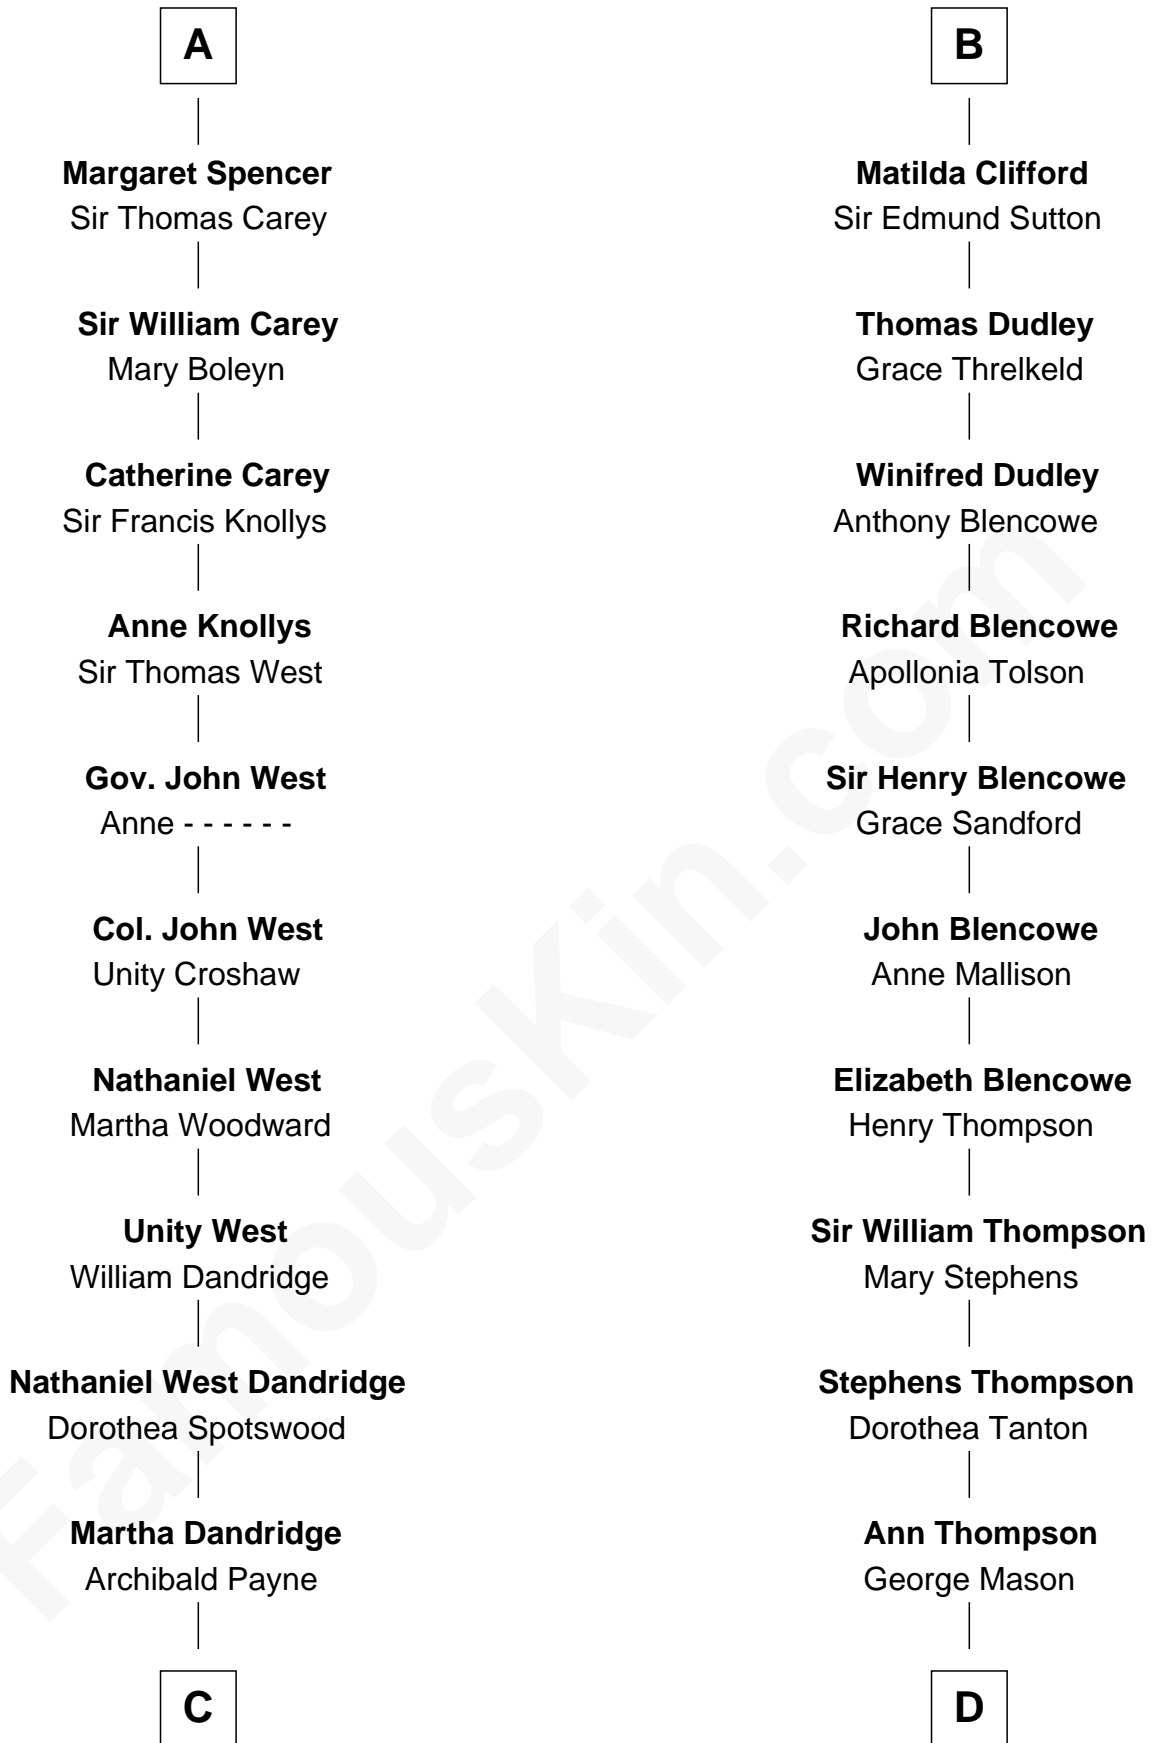 A
Margaret Spencer
Sir Thomas Carey
Sir William Carey
Mary Boleyn
Catherine Carey
Sir Francis Knollys
Anne Knollys
Sir Thomas West
Gov. John West
Anne - - - - - -
Col. John West
Unity Croshaw
Nathaniel West
Martha Woodward
Unity West
William Dandridge
Nathaniel West Dandridge
Dorothea Spotswood
Martha Dandridge
Archibald Payne
C
B
Matilda Clifford
Sir Edmund Sutton
Thomas Dudley
Grace Threlkeld
Winifred Dudley
Anthony Blencowe
Richard Blencowe
Apollonia Tolson
Sir Henry Blencowe
Grace Sandford
John Blencowe
Anne Mallison
Elizabeth Blencowe
Henry Thompson
Sir William Thompson
Mary Stephens
Stephens Thompson
Dorothea Tanton
Ann Thompson
George Mason
D
FamousKin.com